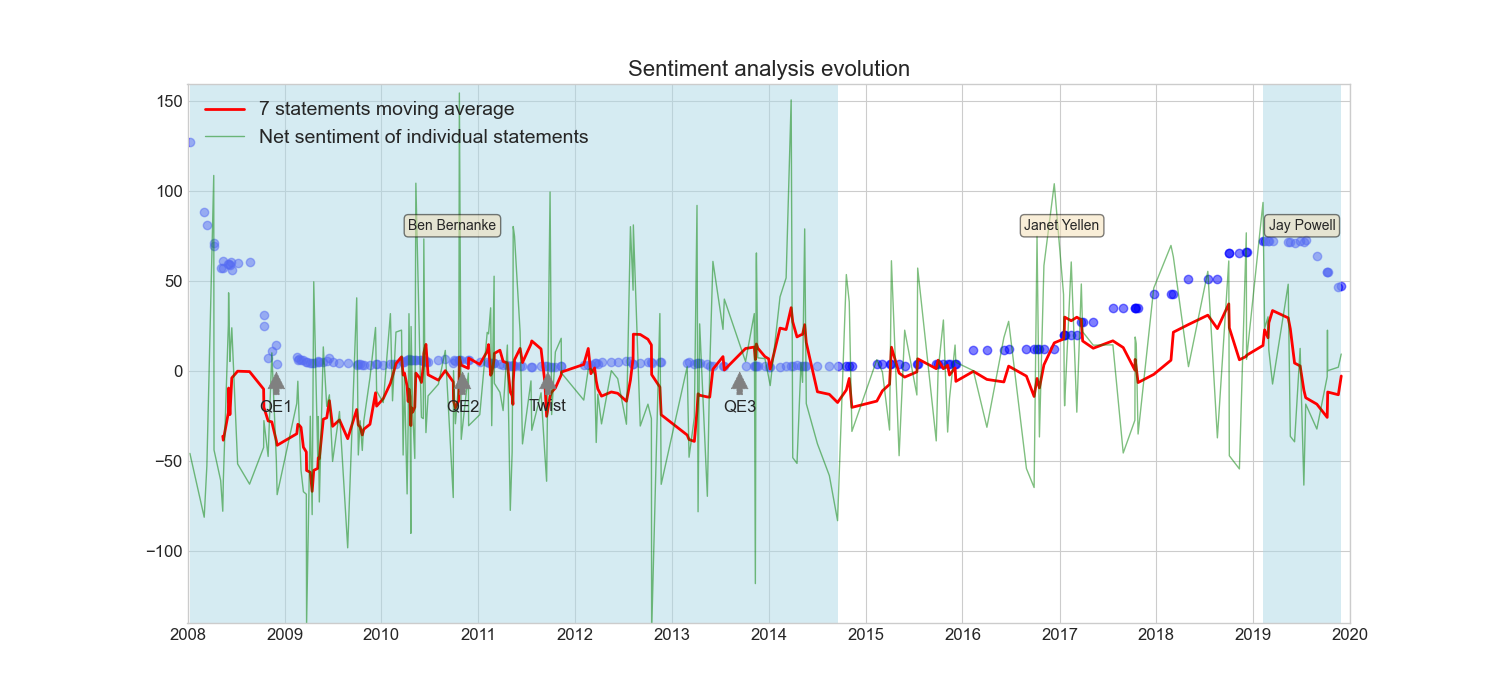 Sentiment analysis evolution
150
100
50
0
−50
−100
7 statements moving average
Net sentiment of individual statements
Ben Bernanke
Janet Yellen
Jay Powell
QE1
QE2
Twist
QE3
2008 2009 2010 2011 2012 2013 2014 2015 2016 2017 2018 2019 2020